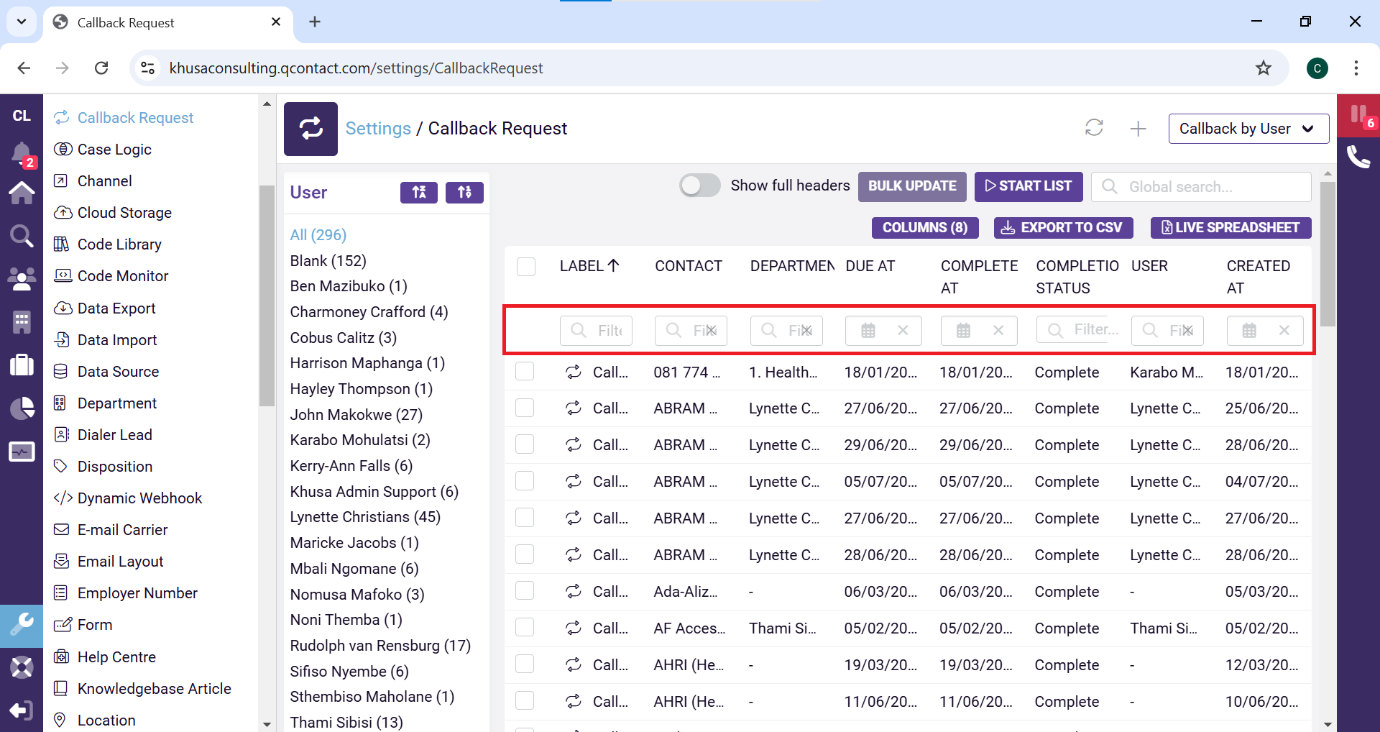 Callback Request
khusaconsulting.qcontact.com/settings/CallbackRequest
C
CL
2
6
Callback Request
Case Logic
Channel
Cloud Storage
Code Library
Code Monitor
Data Export
Data Import
Data Source
Department
Dialer Lead
Disposition
Dynamic Webhook
E-mail Carrier
Email Layout
Employer Number
Form
Help Centre
Knowledgebase Article
Location
Settings / Callback Request
Callback by User
User
All (296)
Blank (152)
Ben Mazibuko (1)
Charmoney Crafford (4)
Cobus Calitz (3)
Harrison Maphanga (1)
Hayley Thompson (1)
John Makokwe (27)
Karabo Mohulatsi (2)
Kerry-Ann Falls (6)
Khusa Admin Support (6)
Lynette Christians (45)
Maricke Jacobs (1)
Mbali Ngomane (6)
Nomusa Mafoko (3)
Noni Themba (1)
Rudolph van Rensburg (17)
Sifiso Nyembe (6)
Sthembiso Maholane (1)
Thami Sibisi (13)
Show full headers BULK UPDATE START LIST Global search...
COLUMNS (8) EXPORT TO CSV LIVE SPREADSHEET
LABEL CONTACT DEPARTMEN DUE AT COMPLETE AT COMPLETIO STATUS USER CREATED AT
Filter...
Call... 081 774 ... 1. Health... 18/01/20... 18/01/20... Complete Karabo M... 18/01/20...
Call... ABRAM ... Lynette C... 27/06/20... 27/06/20... Complete Lynette C... 25/06/20...
Call... ABRAM ... Lynette C... 29/06/20... 29/06/20... Complete Lynette C... 28/06/20...
Call... ABRAM ... Lynette C... 05/07/20... 05/07/20... Complete Lynette C... 04/07/20...
Call... ABRAM ... Lynette C... 27/06/20... 27/06/20... Complete Lynette C... 27/06/20...
Call... ABRAM ... Lynette C... 28/06/20... 28/06/20... Complete Lynette C... 28/06/20...
Call... Ada-Aliz... - 06/03/20... 06/03/20... Complete - 05/03/20...
Call... AF Acces... Thami Si... 05/02/20... 05/02/20... Complete Thami Si... 05/02/20...
Call... AHRI (He... - 19/03/20... 19/03/20... Complete - 12/03/20...
Call... AHRI (He... - 11/06/20... 11/06/20... Complete - 10/06/20...